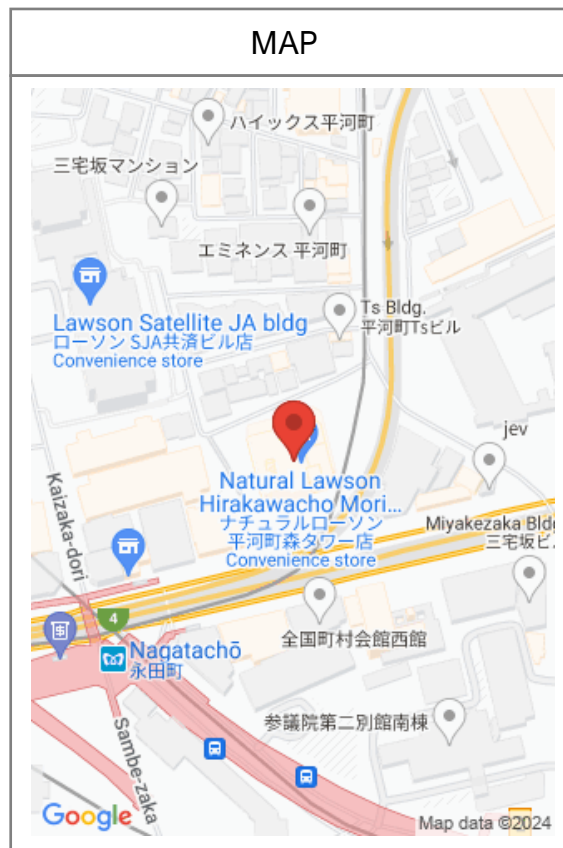 MAP
ハイックス平河町
三宅坂マンション
エミネンス 平河町
Ts Bldg.
平河町Tsビル
Lawson Satellite JA bldg
ローソン SJA共済ビル店
Convenience store
jev
Natural Lawson
Hirakawacho Mori...
ナチュラルローソン
平河町森タワー店
Convenience store
Kaizaka-dori
Miyakezaka Bldg
三宅坂ビ
4
全国町村会館西館
Nagatachō
永田町
参議院第二別館南棟
Sambe-zaka
Google
Map data ©2024